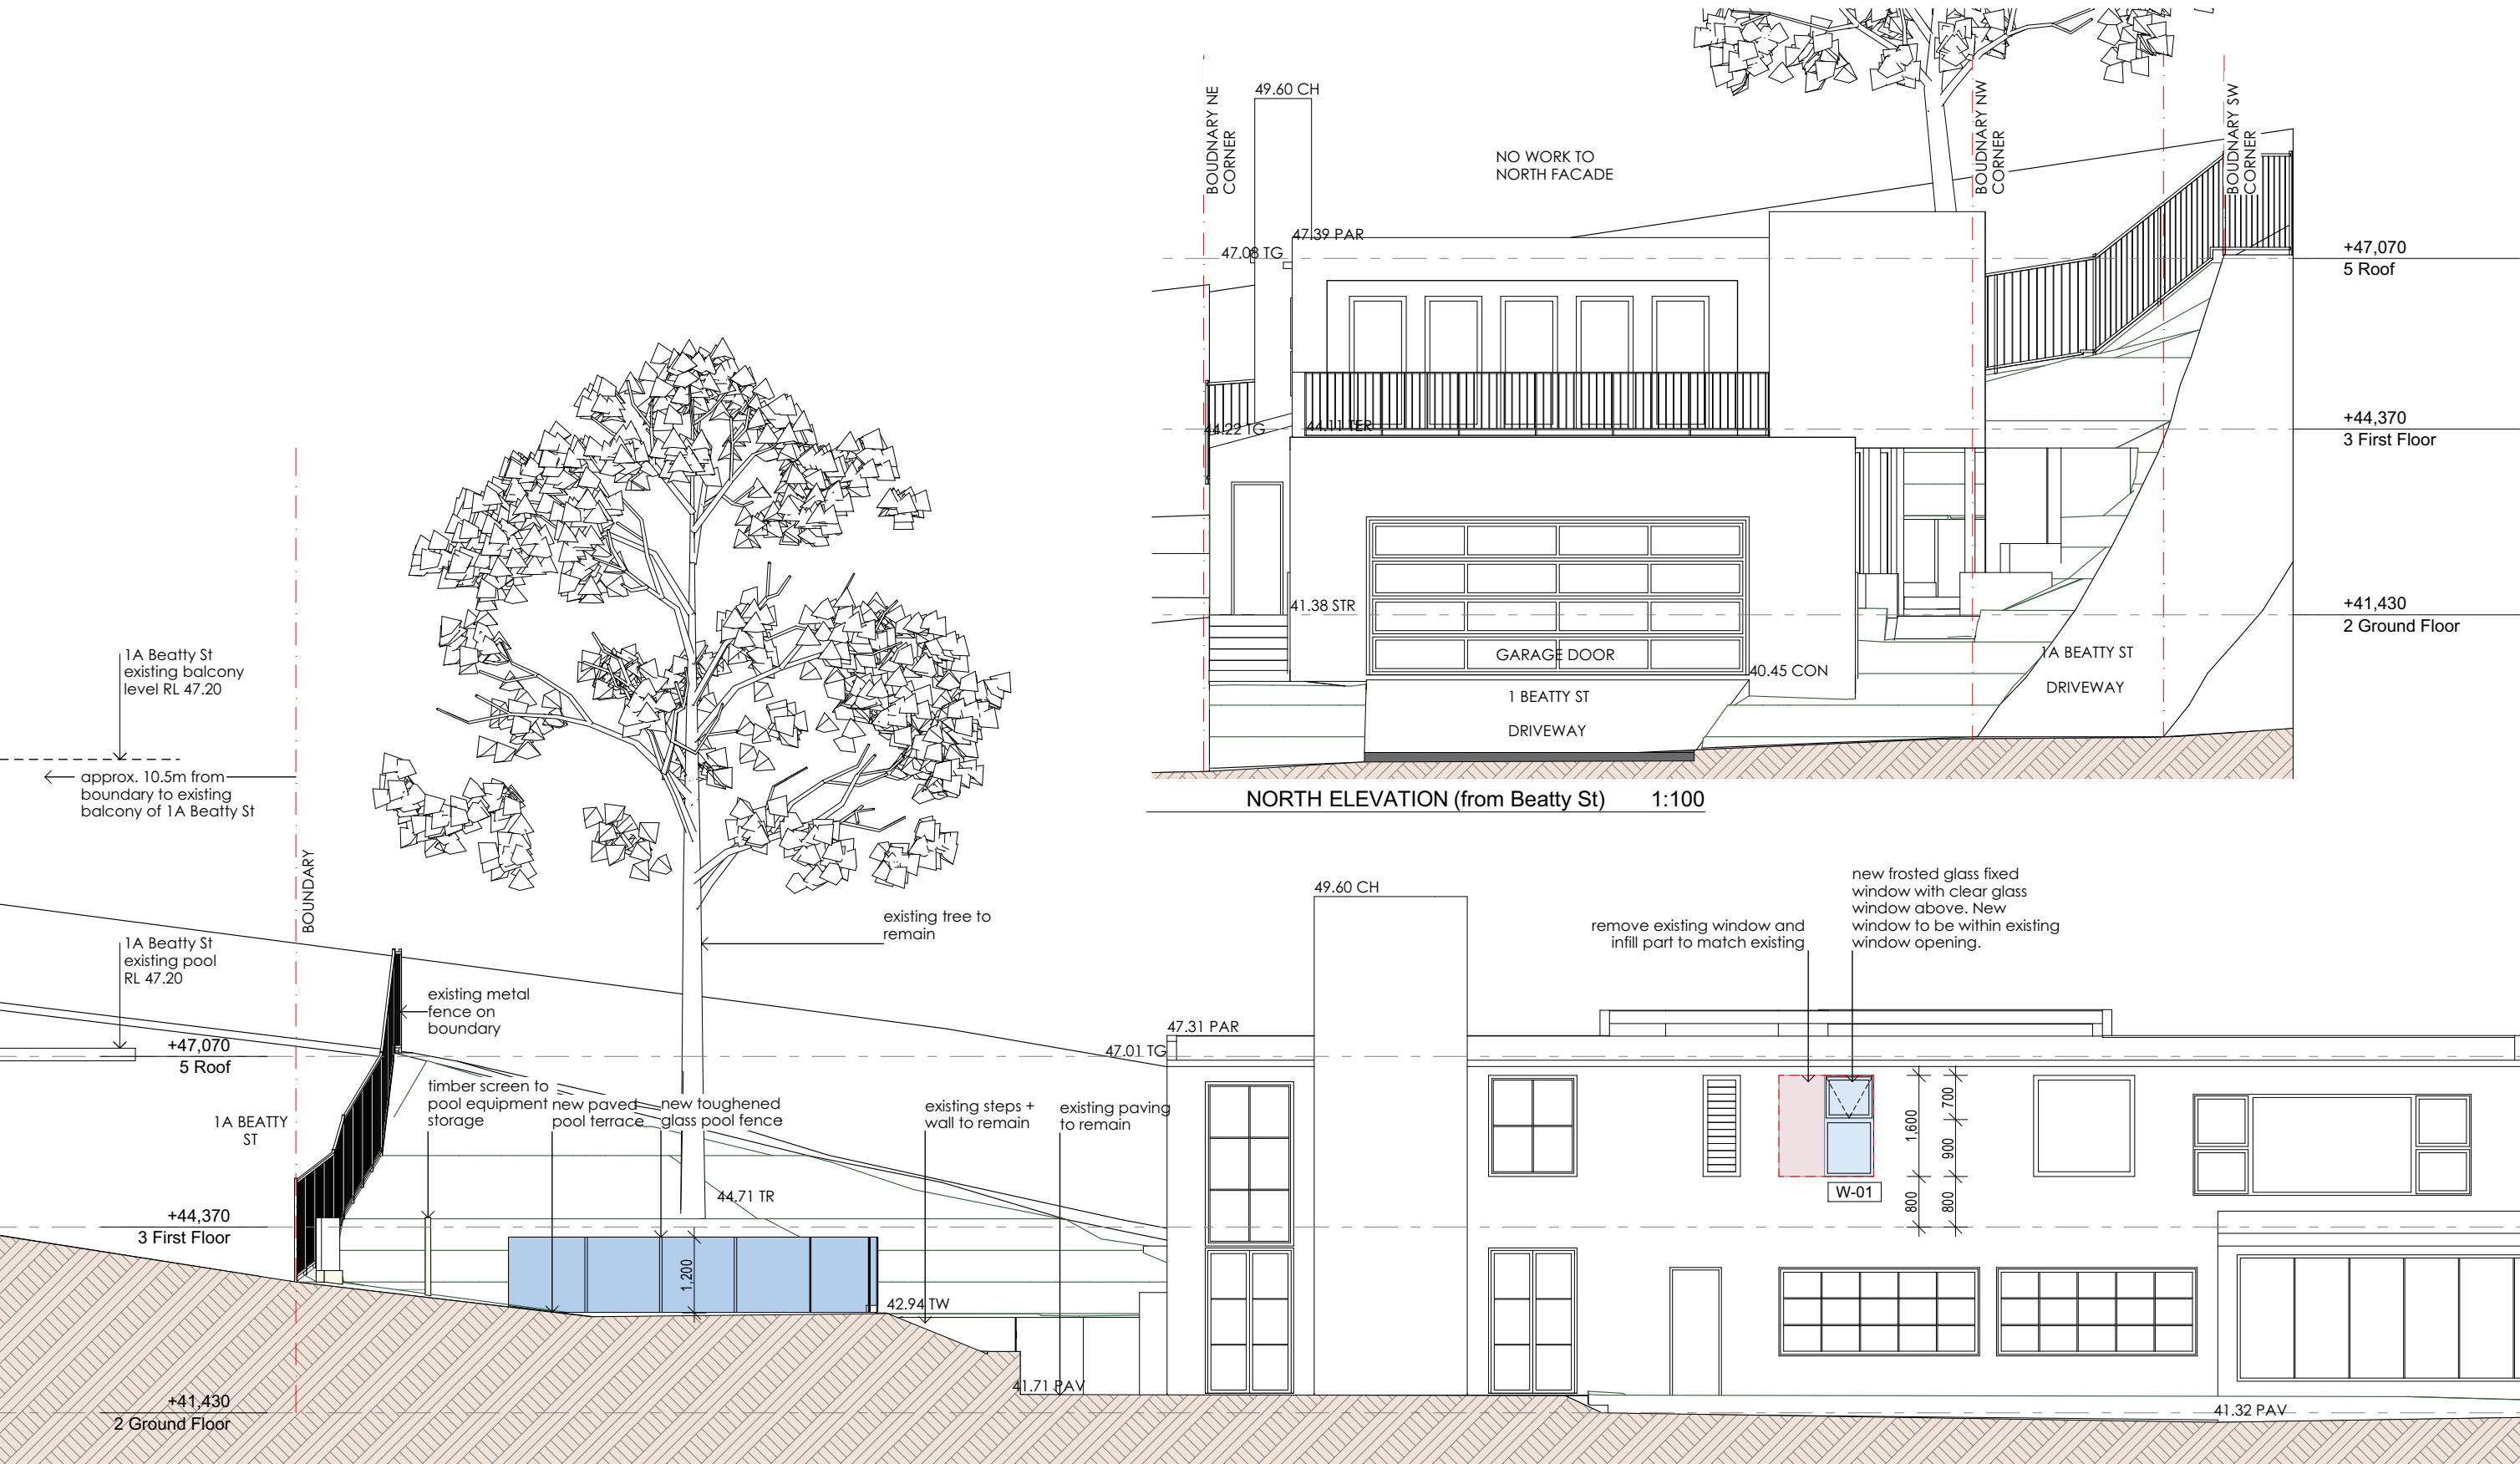 BOUDNARY NE
CORNER
49.60 CH
NO WORK TO
NORTH FACADE
BOUDNARY NW
CORNER
BOUDNARY SW
CORNER
47.39 PAR
47.08 TG
+47,070
5 Roof
44.22 TG
44.11 TER
+44,370
3 First Floor
41.38 STR
+41,430
2 Ground Floor
GARAGE DOOR
40.45 CON
1 BEATTY ST
DRIVEWAY
1A BEATTY ST
DRIVEWAY
NORTH ELEVATION (from Beatty St) 1:100
1A Beatty St
existing balcony
level RL 47.20
approx. 10.5m from
boundary to existing
balcony of 1A Beatty St
BOUNDARY
1A Beatty St
existing pool
RL 47.20
existing tree to
remain
existing metal
fence on
boundary
+47,070
5 Roof
timber screen to
pool equipment
storage
new paved
pool terrace
new toughened
glass pool fence
existing steps +
wall to remain
existing paving
to remain
1A BEATTY
ST
44.71 TR
+44,370
3 First Floor
1,200
42.94 TW
41.71 PAV
+41,430
2 Ground Floor
49.60 CH
47.31 PAR
47.01 TG
remove existing window and
infill part to match existing
new frosted glass fixed
window with clear glass
window above. New
window to be within existing
window opening.
1,600
700
900
800
800
W-01
41.32 PAV